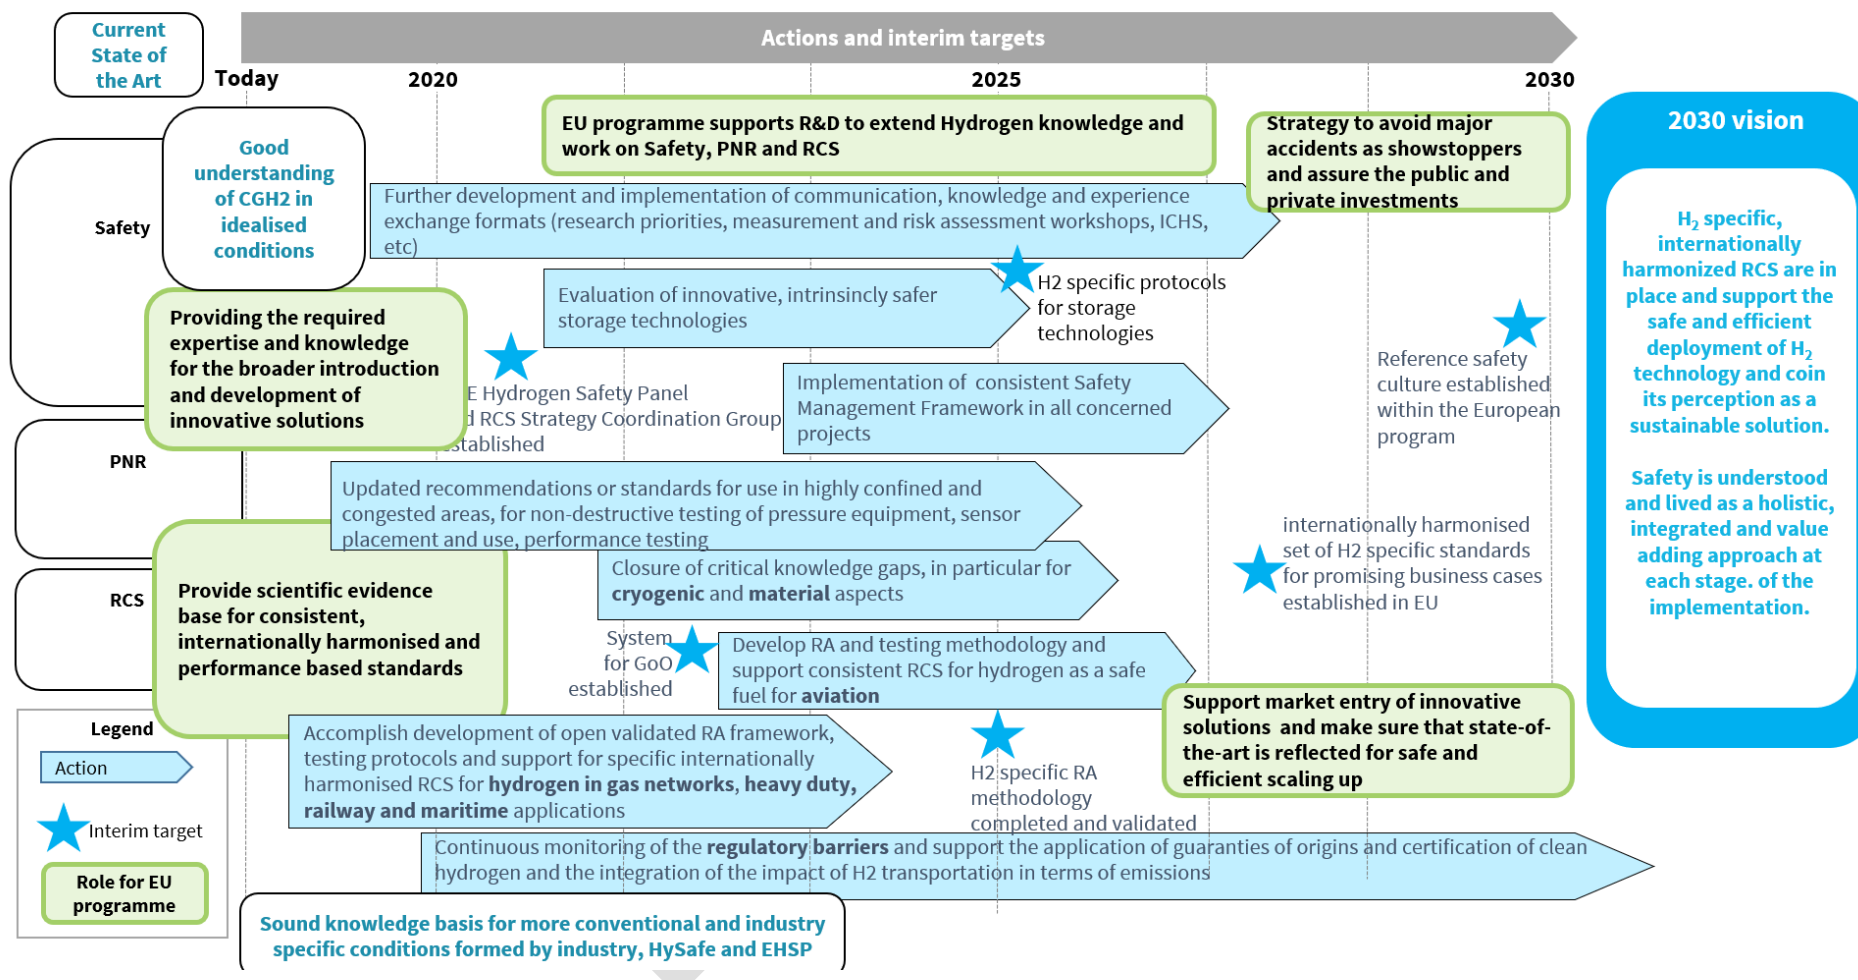 Current
State of
the Art
Actions and interim targets
Today
2020
2025
2030
EU programme supports R&D to extend Hydrogen knowledge and
work on Safety, PNR and RCS
Strategy to avoid major
accidents as showstoppers
and assure the public and
private investments
2030 vision
Good
understanding
of CGH2 in
idealised
conditions
Safety
Further development and implementation of communication, knowledge and experience
exchange formats (research priorities, measurement and risk assessment workshops, ICHS,
etc)
H2 specific protocols
for storage
technologies
Evaluation of innovative, intrinsincly safer
storage technologies
Providing the required
expertise and knowledge
for the broader introduction
and development of
innovative solutions
E Hydrogen Safety Panel
d RCS Strategy Coordination Group
stablished
Implementation of consistent Safety
Management Framework in all concerned
projects
Reference safety
culture established
within the European
program
H2 specific,
internationally
harmonized RCS are in
place and support the
safe and efficient
deployment of H2
technology and coin
its perception as a
sustainable solution.
Safety is understood
and lived as a holistic,
integrated and value
adding approach at
each stage. of the
implementation.
PNR
Updated recommendations or standards for use in highly confined and
congested areas, for non-destructive testing of pressure equipment, sensor
placement and use, performance testing
internationally harmonised
set of H2 specific standards
for promising business cases
established in EU
Closure of critical knowledge gaps, in particular for
cryogenic and material aspects
RCS
Provide scientific evidence
base for consistent,
internationally harmonised and
performance based standards
System
for GoO
established
Develop RA and testing methodology and
support consistent RCS for hydrogen as a safe
fuel for aviation
Support market entry of innovative
solutions and make sure that state-of-
the-art is reflected for safe and
efficient scaling up
Legend
Action
Interim target
Role for EU
programme
Accomplish development of open validated RA framework,
testing protocols and support for specific internationally
harmonised RCS for hydrogen in gas networks, heavy duty,
railway and maritime applications
H2 specific RA
methodology
completed and validated
Continuous monitoring of the regulatory barriers and support the application of guaranties of origins and certification of clean
hydrogen and the integration of the impact of H2 transportation in terms of emissions
Sound knowledge basis for more conventional and industry
specific conditions formed by industry, HySafe and EHSP